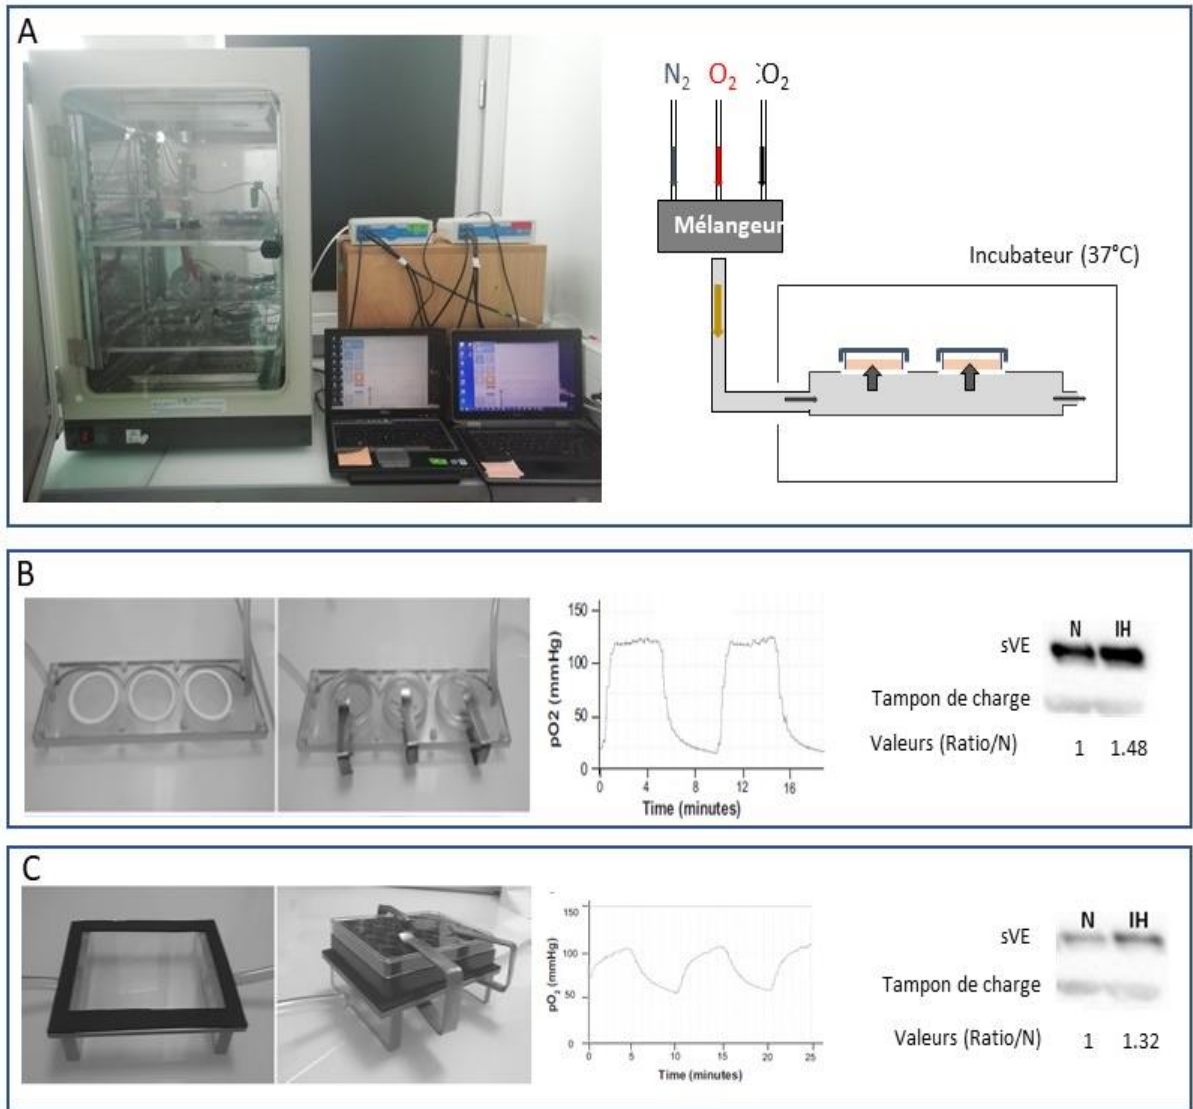 A
N2 O2 CO2
Mélangeur
Incubateur (37°C)
B
150
100
50
0
pO2 (mmHg)
0 4 8 12 16
Time (minutes)
N IH
sVE
Tampon de charge
Valeurs (Ratio/N) 1 1.48
C
150
100
50
0
pO2 (mmHg)
0 5 10 15 20 25
Time (minutes)
N IH
sVE
Tampon de charge
Valeurs (Ratio/N) 1 1.32